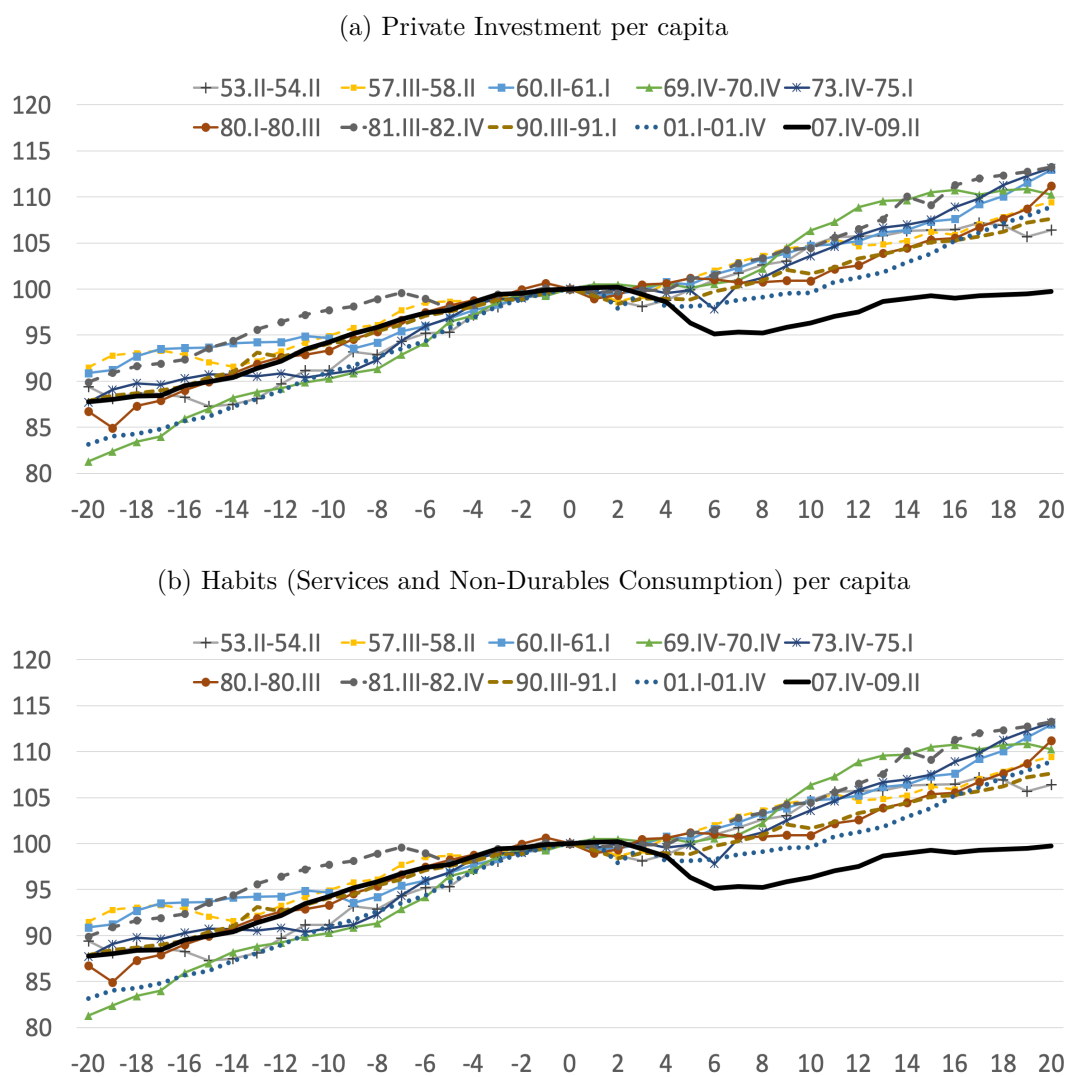 (a) Private Investment per capita
53.II-54.II 57.III-58.II 60.II-61.I 69.IV-70.IV 73.IV-75.I
120
80.I-80.III 81.III-82.IV 90.III-91.I 01.I-01.IV 07.IV-09.II
115
110
105
100
95
90
85
80
-20 -18 -16 -14 -12 -10 -8 -6 -4 -2 0 2 4 6 8 10 12 14 16 18 20
(b) Habits (Services and Non-Durables Consumption) per capita
53.II-54.II 57.III-58.II 60.II-61.I 69.IV-70.IV 73.IV-75.I
120
80.I-80.III 81.III-82.IV 90.III-91.I 01.I-01.IV 07.IV-09.II
115
110
105
100
95
90
85
80
-20 -18 -16 -14 -12 -10 -8 -6 -4 -2 0 2 4 6 8 10 12 14 16 18 20